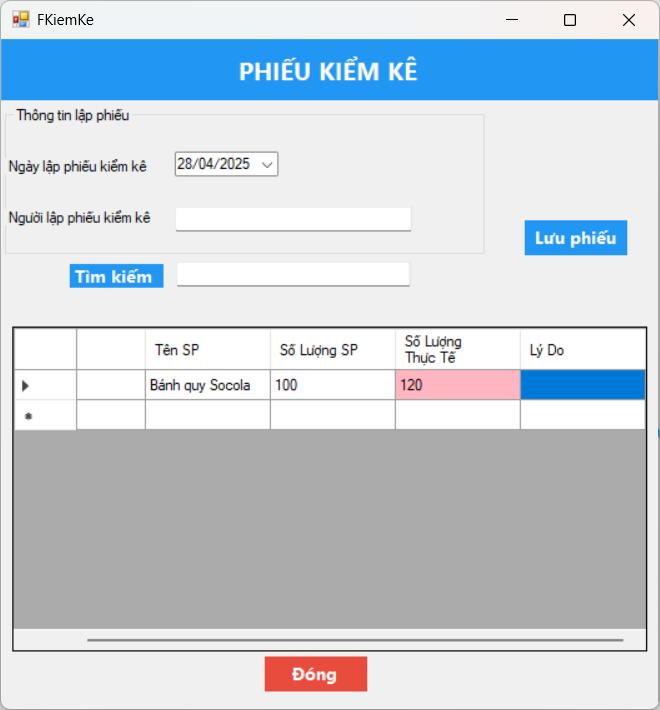 FKiemKe
PHIẾU KIỂM KÊ
Thông tin lập phiếu
Ngày lập phiếu kiểm kê
28/04/2025
Người lập phiếu kiểm kê
Lưu phiếu
Tìm kiếm
Tên SP
Số Lượng SP
Số Lượng
Thực Tế
Lý Do
Bánh quy Socola
100
120
Đóng